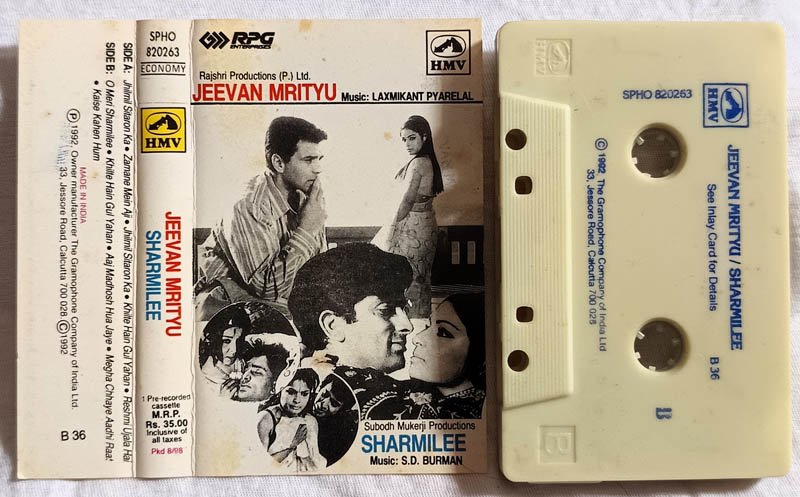 SIDE A: Jhilmil Sitaron Ka • Zamane Mein Aji • Jhilmil Sitaron Ka • Khilte Hain Gul Yahan • Reshmi Ujala Hai
SIDE B: O Meri Sharmilee • Khilte Hain Gul Yahan • Aaj Madhosh Hua Jaye • Megha Chhaye Aadhi Raat
• Kaise Kahen Hum
MADE IN INDIA
Ⓟ 1992, Owner manufacturer The Gramophone Company of India Ltd.
33, Jessore Road, Calcutta 700 028 Ⓒ1992
B 36
SPHO
820263
ECONOMY
HMV
JEEVAN MRITYU
SHARMILEE
1 Pre-recorded
cassette
M.R.P.
Rs. 35.00
Inclusive of
all taxes
Pkd 8/98
RPG
ENTERPRISES
HMV
Rajshri Productions (P.) Ltd.
JEEVAN MRITYU Music: LAXMIKANT PYARELAL
Subodh Mukerji Productions
SHARMILEE
Music: S.D. BURMAN
HMV
SPHO 820263
HMV
JEEVAN MRITYU / SHARMILEE
See Inlay Card for Details
B 36
B
Ⓒ 1992 The Gramophone Company of India Ltd
33, Jessore Road, Calcutta 700 028
B